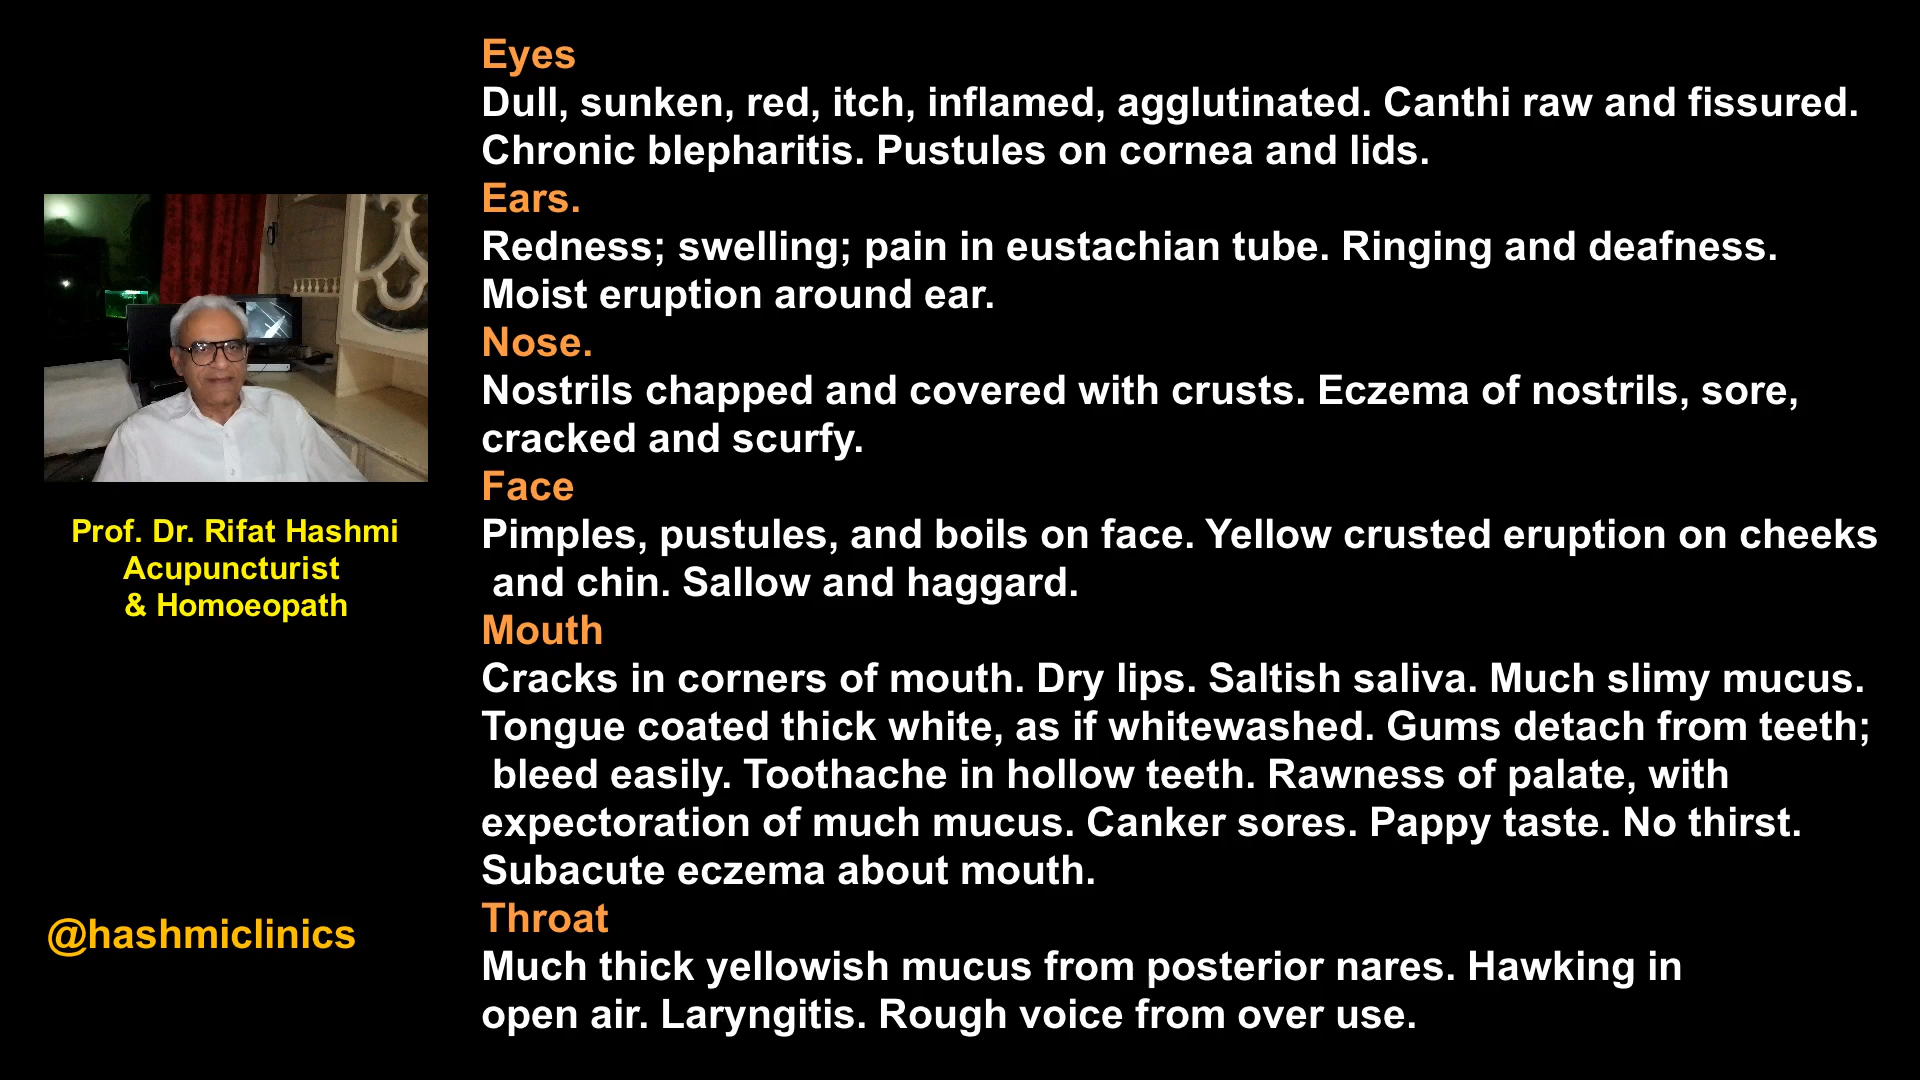 Eyes
Dull, sunken, red, itch, inflamed, agglutinated. Canthi raw and fissured.
Chronic blepharitis. Pustules on cornea and lids.
Ears.
Redness; swelling; pain in eustachian tube. Ringing and deafness.
Moist eruption around ear.
Nose.
Nostrils chapped and covered with crusts. Eczema of nostrils, sore,
cracked and scurfy.
Face
Pimples, pustules, and boils on face. Yellow crusted eruption on cheeks
and chin. Sallow and haggard.
Mouth
Cracks in corners of mouth. Dry lips. Saltish saliva. Much slimy mucus.
Tongue coated thick white, as if whitewashed. Gums detach from teeth;
bleed easily. Toothache in hollow teeth. Rawness of palate, with
expectoration of much mucus. Canker sores. Pappy taste. No thirst.
Subacute eczema about mouth.
Throat
Much thick yellowish mucus from posterior nares. Hawking in
open air. Laryngitis. Rough voice from over use.
Prof. Dr. Rifat Hashmi
Acupuncturist
& Homoeopath
@hashmiclinics